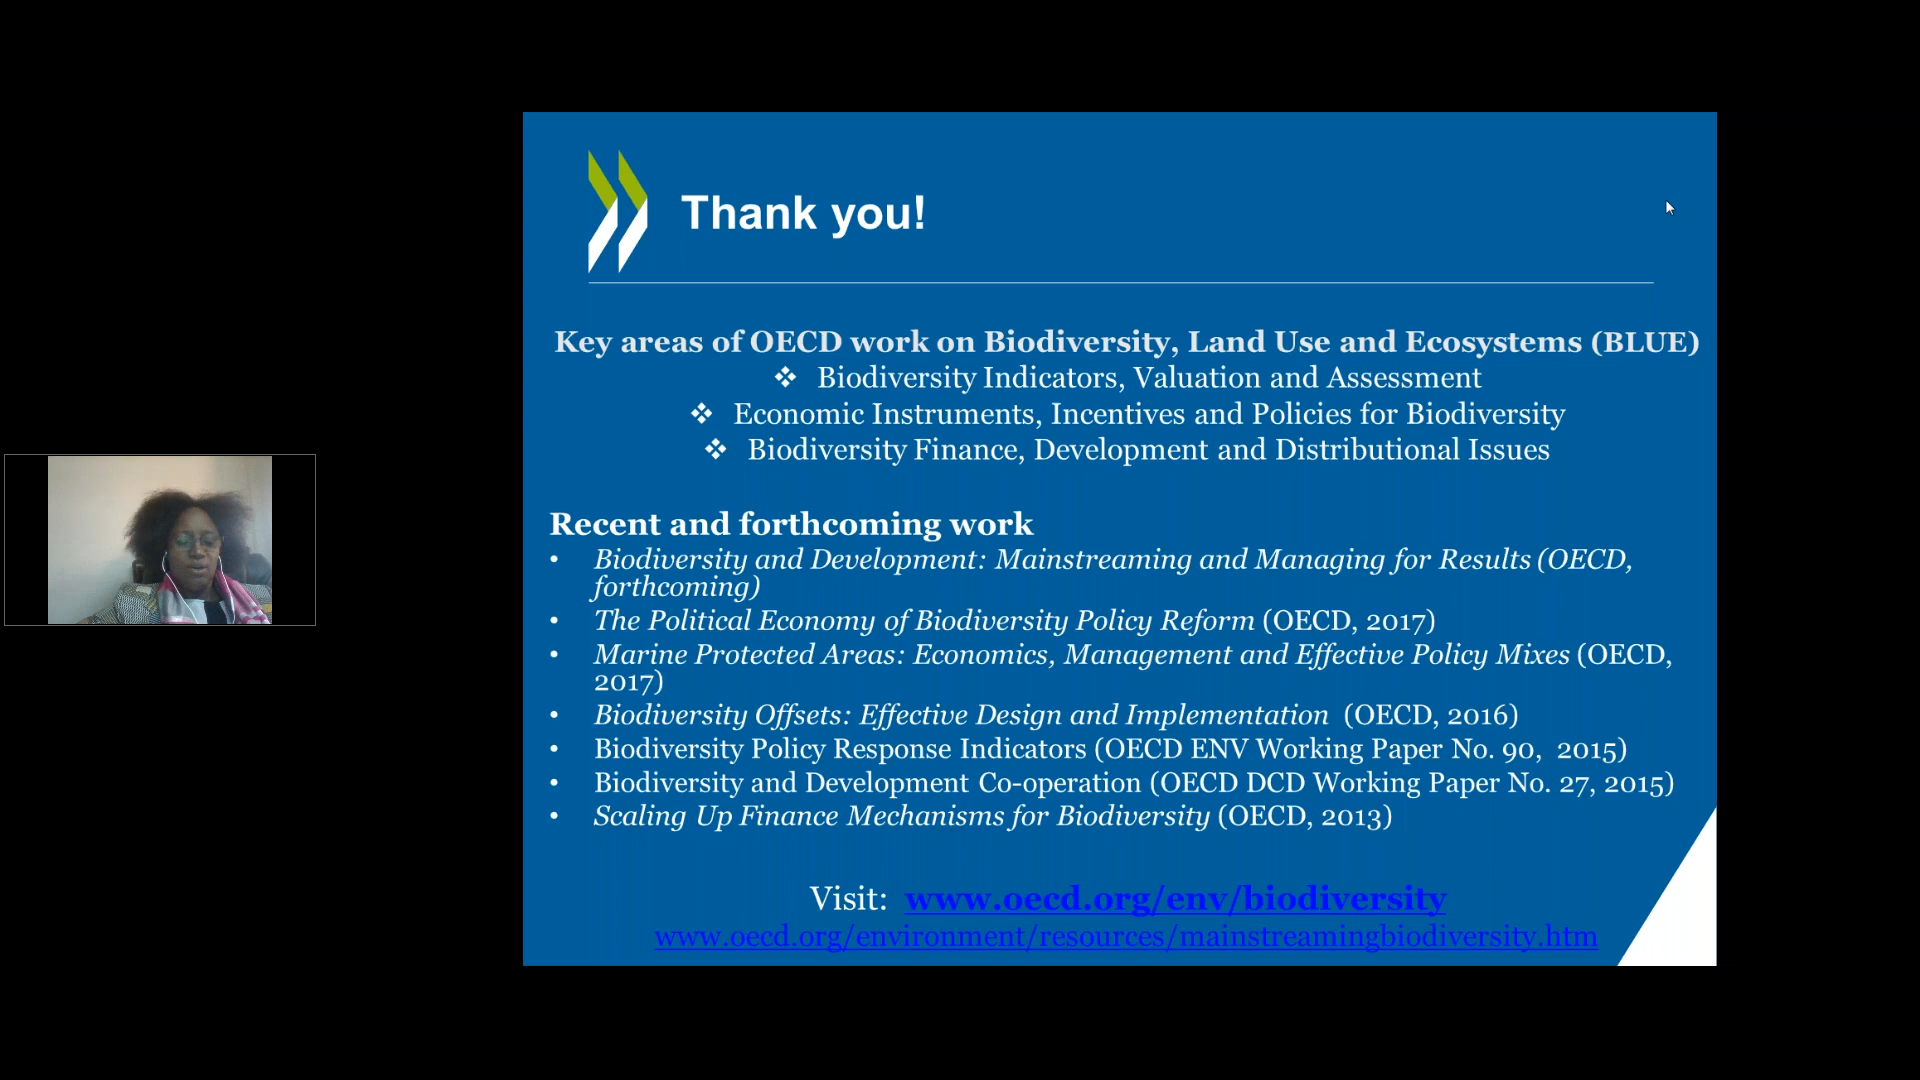 Thank you!
Key areas of OECD work on Biodiversity, Land Use and Ecosystems (BLUE)
❖ Biodiversity Indicators, Valuation and Assessment
❖ Economic Instruments, Incentives and Policies for Biodiversity
❖ Biodiversity Finance, Development and Distributional Issues
Recent and forthcoming work
• Biodiversity and Development: Mainstreaming and Managing for Results (OECD,
forthcoming)
• The Political Economy of Biodiversity Policy Reform (OECD, 2017)
• Marine Protected Areas: Economics, Management and Effective Policy Mixes (OECD,
2017)
• Biodiversity Offsets: Effective Design and Implementation (OECD, 2016)
• Biodiversity Policy Response Indicators (OECD ENV Working Paper No. 90, 2015)
• Biodiversity and Development Co-operation (OECD DCD Working Paper No. 27, 2015)
• Scaling Up Finance Mechanisms for Biodiversity (OECD, 2013)
Visit: www.oecd.org/env/biodiversity
www.oecd.org/environment/resources/mainstreamingbiodiversity.htm